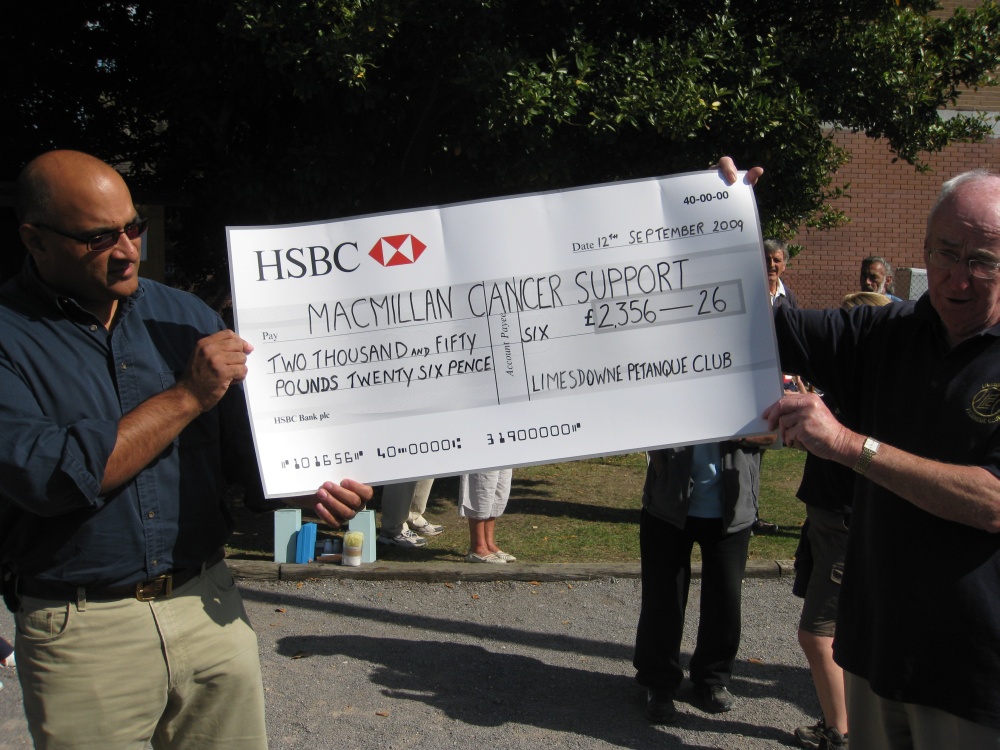 40-00-00
HSBC
Date 12TH SEPTEMBER 2009
Pay MACMILLAN CANCER SUPPORT
TWO THOUSAND AND FIFTY SIX £2,356—26
POUNDS TWENTY SIX PENCE
Account Payee
LIMESDOWNE PETANQUE CLUB
HSBC Bank plc
⑈101656⑈ 40⑉0000⑆ 31900000⑈